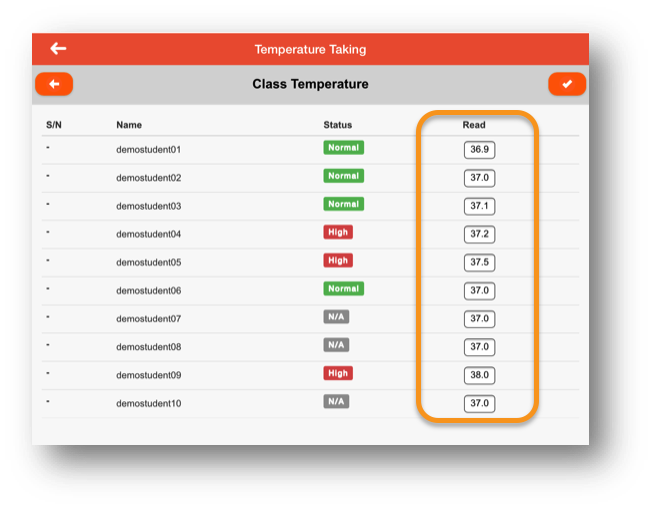 Temperature Taking
Class Temperature
S/N Name Status Read
- demostudent01 Normal 36.9
- demostudent02 Normal 37.0
- demostudent03 Normal 37.1
- demostudent04 High 37.2
- demostudent05 High 37.5
- demostudent06 Normal 37.0
- demostudent07 N/A 37.0
- demostudent08 N/A 37.0
- demostudent09 High 38.0
- demostudent10 N/A 37.0